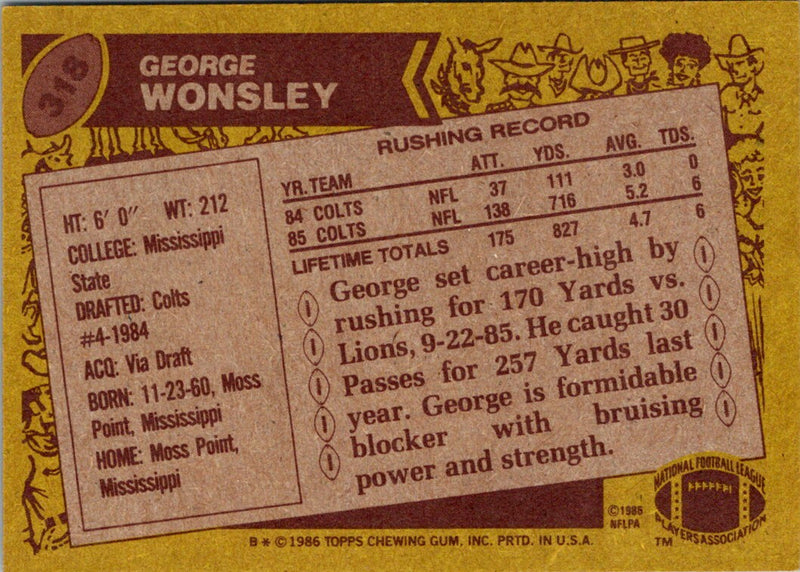 318
GEORGE
WONSLEY
RUSHING RECORD
YR. TEAM ATT. YDS. AVG. TDS.
84 COLTS NFL 37 111 3.0 0
85 COLTS NFL 138 716 5.2 6
LIFETIME TOTALS 175 827 4.7 6
HT: 6' 0" WT: 212
COLLEGE: Mississippi
State
DRAFTED: Colts
#4-1984
ACQ: Via Draft
BORN: 11-23-60, Moss
Point, Mississippi
HOME: Moss Point,
Mississippi
George set career-high by
rushing for 170 Yards vs.
Lions, 9-22-85. He caught 30
Passes for 257 Yards last
year. George is formidable
blocker with bruising
power and strength.
©1986
NFLPA
NATIONAL FOOTBALL LEAGUE
PLAYERS ASSOCIATION
TM
B * © 1986 TOPPS CHEWING GUM, INC. PRTD. IN U.S.A.